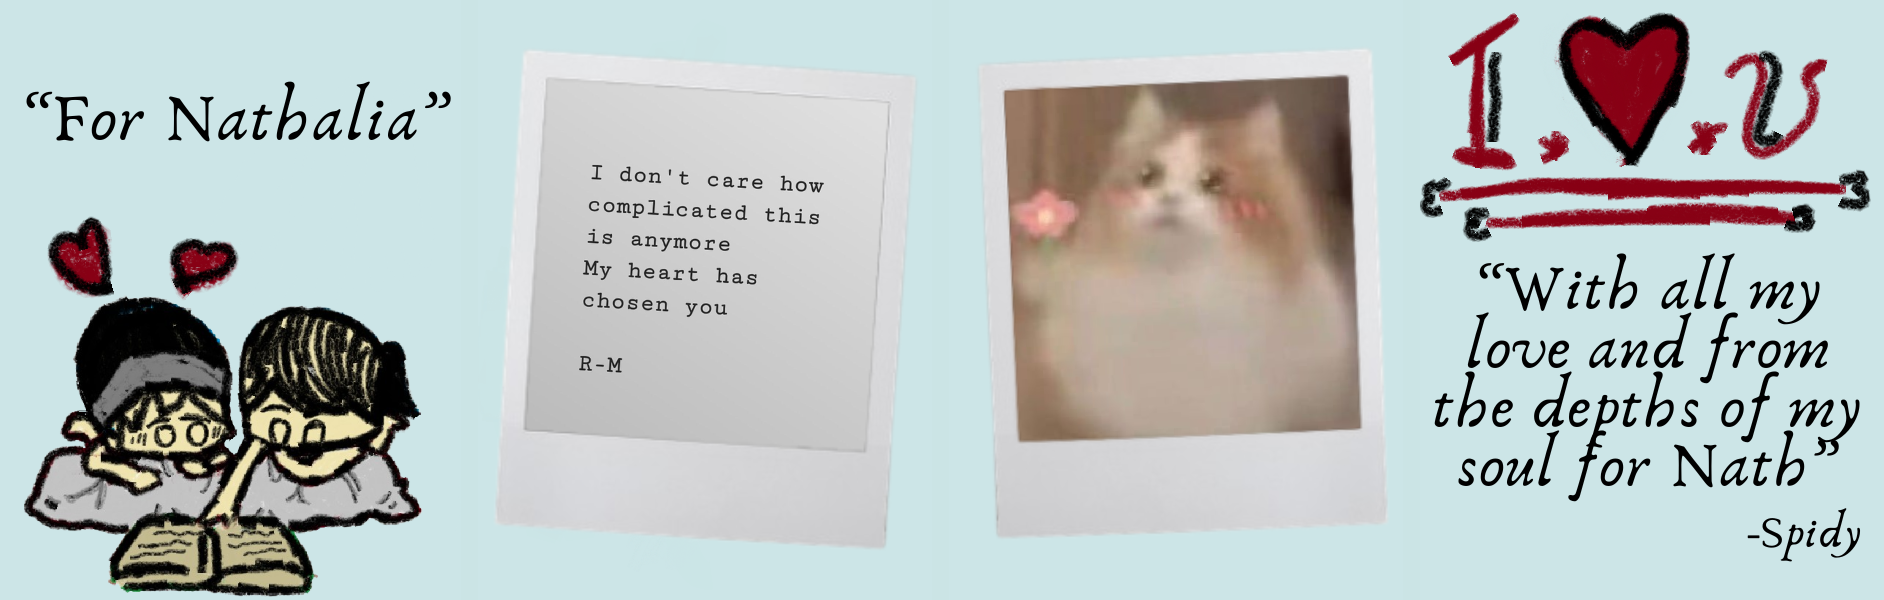 “For Nathalia”
I don't care how
complicated this
is anymore
My heart has
chosen you
R-M
I ❤ U
“With all my
love and from
the depths of my
soul for Nath”
-Spidy